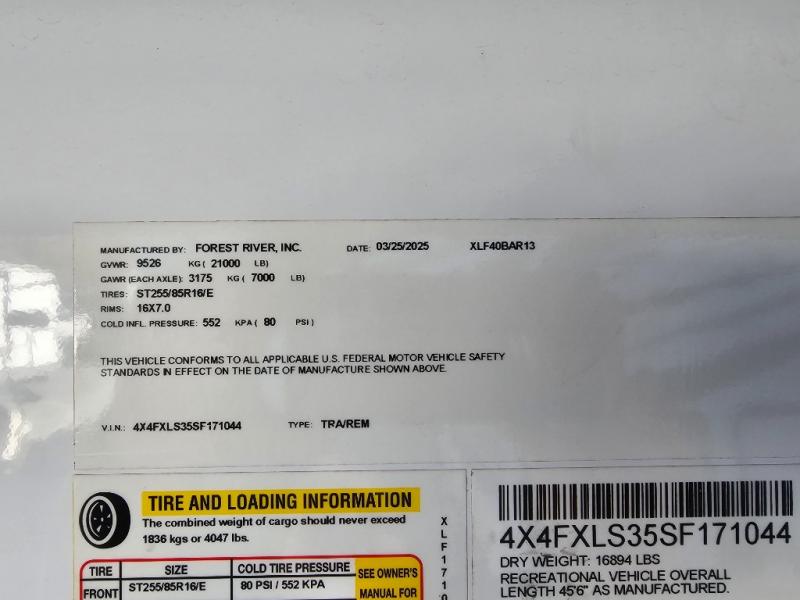 MANUFACTURED BY: FOREST RIVER, INC. DATE: 03/25/2025 XLF40BAR13
GVWR: 9526 KG ( 21000 LB)
GAWR (EACH AXLE): 3175 KG ( 7000 LB)
TIRES: ST255/85R16/E
RIMS: 16X7.0
COLD INFL. PRESSURE: 552 KPA ( 80 PSI )
THIS VEHICLE CONFORMS TO ALL APPLICABLE U.S. FEDERAL MOTOR VEHICLE SAFETY
STANDARDS IN EFFECT ON THE DATE OF MANUFACTURE SHOWN ABOVE.
V.I.N.: 4X4FXLS35SF171044 TYPE: TRA/REM
TIRE AND LOADING INFORMATION
The combined weight of cargo should never exceed
1836 kgs or 4047 lbs.
TIRE SIZE COLD TIRE PRESSURE SEE OWNER'S
FRONT ST255/85R16/E 80 PSI / 552 KPA MANUAL FOR
XLF171
4X4FXLS35SF171044
DRY WEIGHT: 16894 LBS
RECREATIONAL VEHICLE OVERALL
LENGTH 45'6" AS MANUFACTURED.